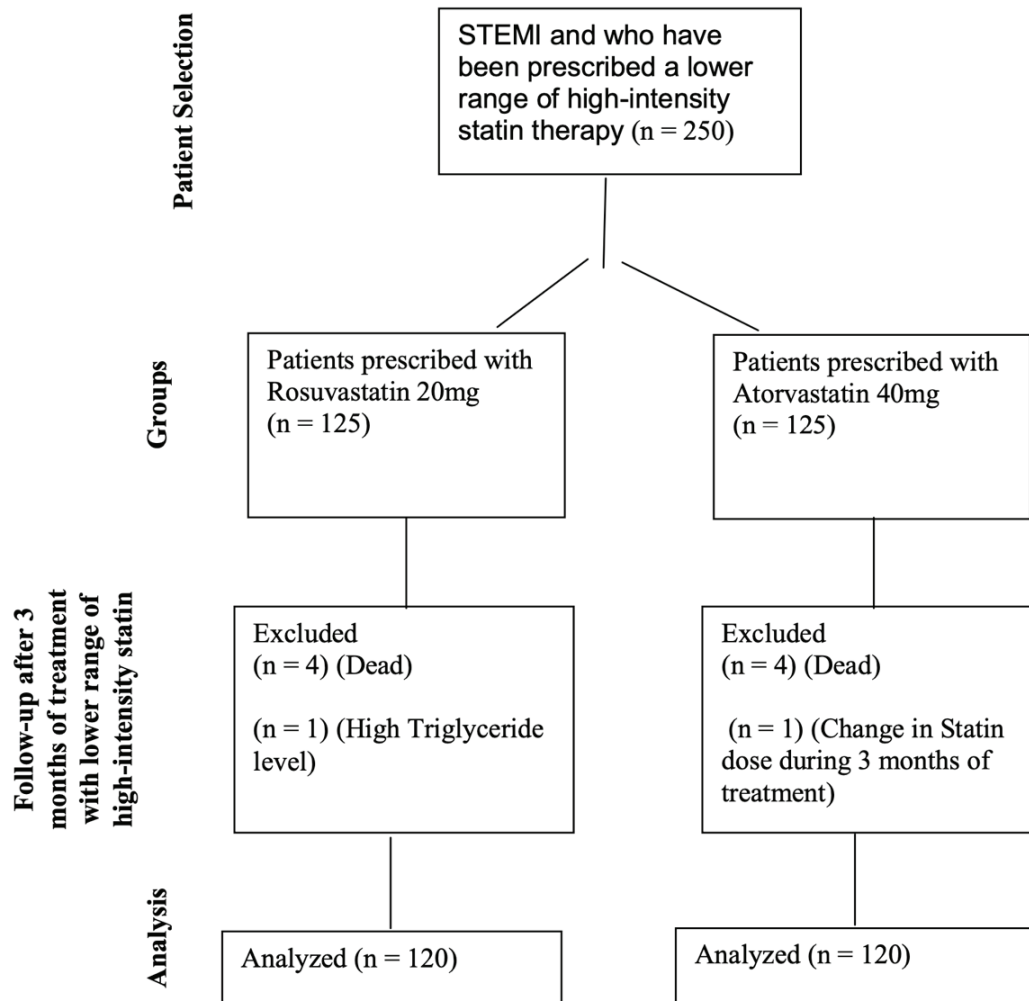 Patient Selection
STEMI and who have
been prescribed a lower
range of high-intensity
statin therapy (n = 250)
Groups
Patients prescribed with
Rosuvastatin 20mg
(n = 125)
Patients prescribed with
Atorvastatin 40mg
(n = 125)
Follow-up after 3
months of treatment
with lower range of
high-intensity statin
Excluded
(n = 4) (Dead)
(n = 1) (High Triglyceride
level)
Excluded
(n = 4) (Dead)
(n = 1) (Change in Statin
dose during 3 months of
treatment)
Analysis
Analyzed (n = 120)
Analyzed (n = 120)